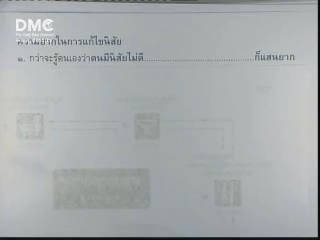 DMC
ความยากในการแก้ไขนิสัย
๑. กว่าจะรู้ตนเองว่าตนมีนิสัยไม่ดี........................................ก็แสนยาก